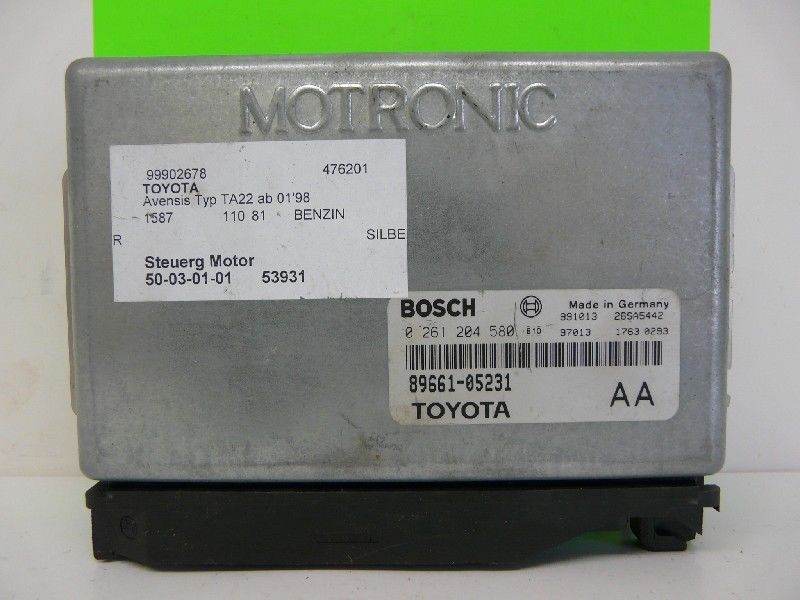 MOTRONIC
99902678 476201
TOYOTA
Avensis Typ TA22 ab 01'98
1587 110 81 BENZIN
R SILBE
Steuerg Motor
50-03-01-01 53931
BOSCH Made in Germany
0 261 204 580 991013 26SA5442
610 97013 1763 0293
89661-05231
TOYOTA AA